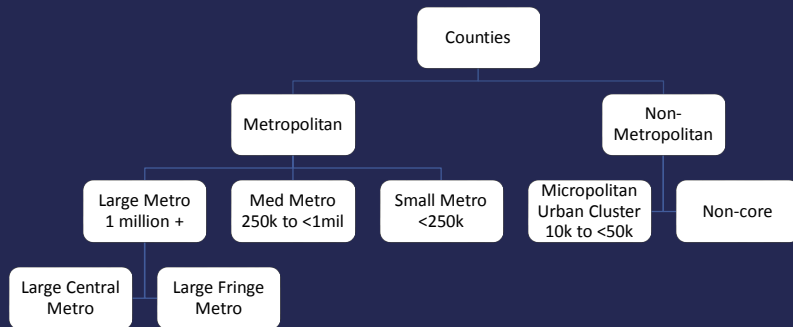 Counties
Metropolitan
Non-
Metropolitan
Large Metro
1 million +
Med Metro
250k to <1mil
Small Metro
<250k
Micropolitan
Urban Cluster
10k to <50k
Non-core
Large Central
Metro
Large Fringe
Metro